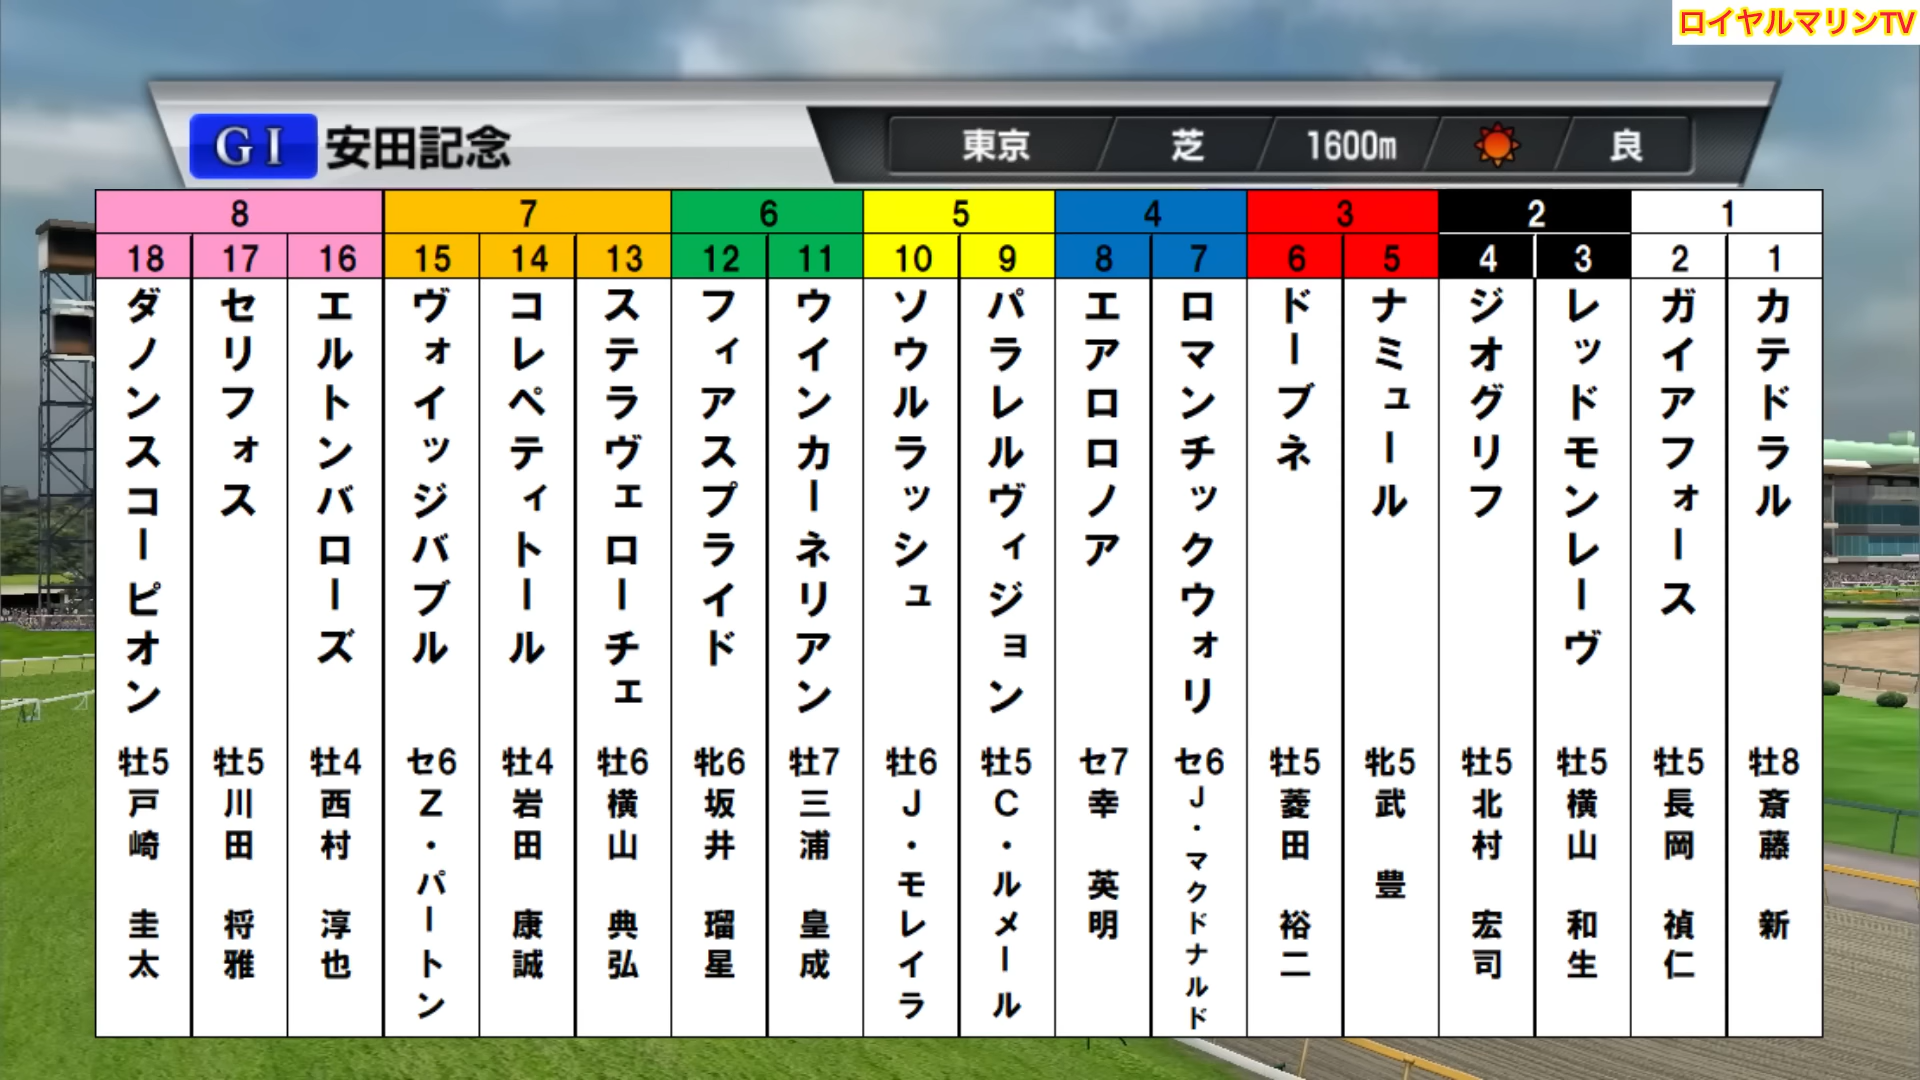 ロイヤルマリンTV
GI 安田記念
東京 芝 1600m 良
8 7 6 5 4 3 2 1
18 17 16 15 14 13 12 11 10 9 8 7 6 5 4 3 2 1
カテドラル 牡8 斎藤 新
ガイアフォース 牡5 長岡 禎仁
レッドモンレーヴ 牡5 横山 和生
ジオグリフ 牡5 北村 宏司
ナミュール 牝5 武 豊
ドーブネ 牡5 菱田 裕二
ロマンチックウォリ セ6 J・マクドナルド
エアロロノア セ7 幸 英明
パラレルヴィジョン 牡5 C・ルメール
ソウルラッシュ 牡6 J・モレイラ
ウインカーネリアン 牡7 三浦 皇成
フィアスプライド 牝6 坂井 瑠星
ステラヴェローチェ 牡6 横山 典弘
コレペティトール 牡4 岩田 康誠
ヴォイッジバブル セ6 Z・パートン
エルトンバローズ 牡4 西村 淳也
セリフォス 牡5 川田 将雅
ダノンスコーピオン 牡5 戸崎 圭太